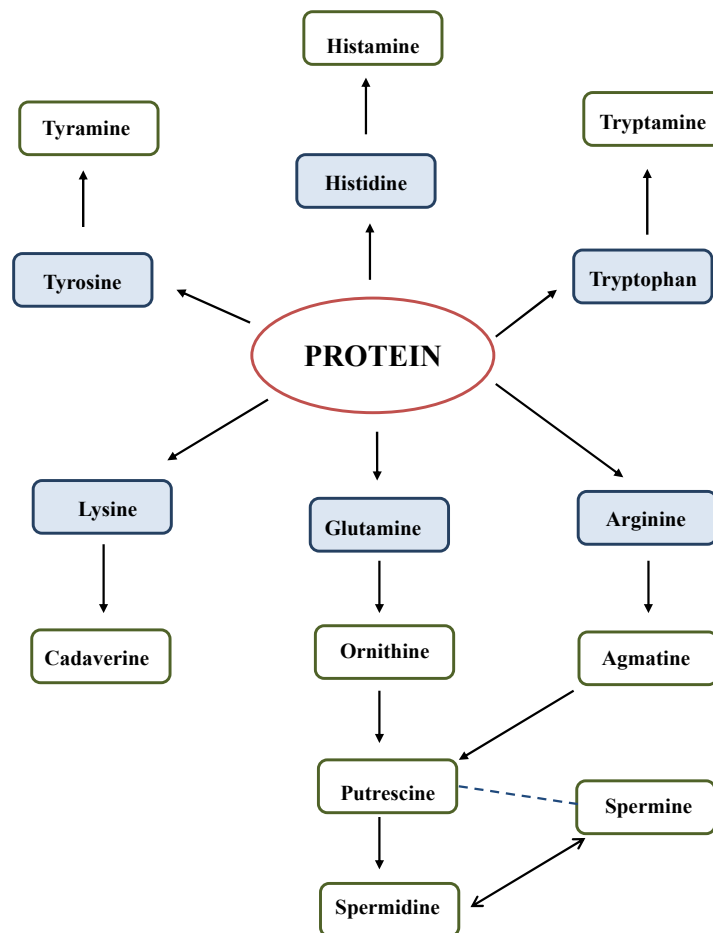 Histamine
Tyramine
Tryptamine
Histidine
Tyrosine
Tryptophan
PROTEIN
Lysine
Glutamine
Arginine
Cadaverine
Ornithine
Agmatine
Putrescine
Spermine
Spermidine